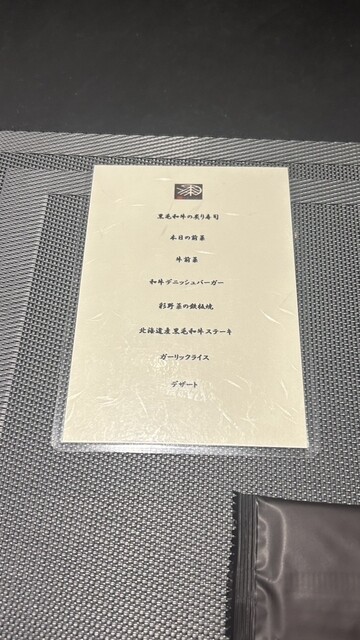 黒毛和牛の炙り寿司
本日の前菜
牛前菜
和牛デニッシュバーガー
彩野菜の鉄板焼
北海道産黒毛和牛ステーキ
ガーリックライス
デザート